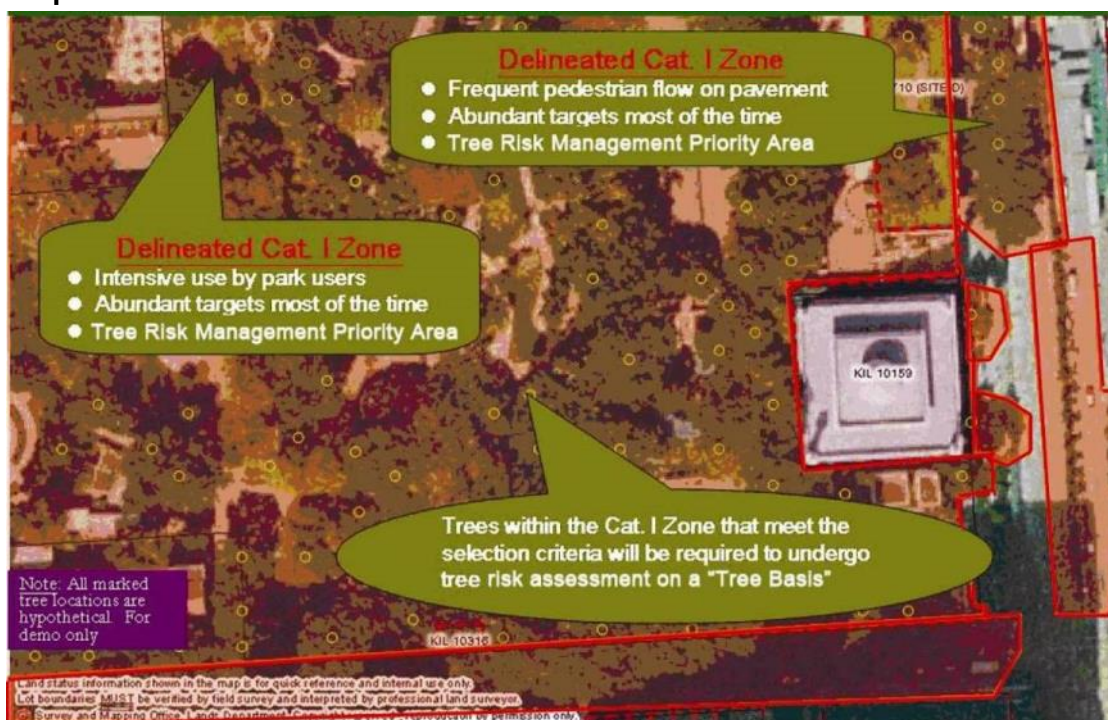 Delineated Cat. I Zone
● Frequent pedestrian flow on pavement
● Abundant targets most of the time
● Tree Risk Management Priority Area
710 (SITE D)
Delineated Cat. I Zone
● Intensive use by park users
● Abundant targets most of the time
● Tree Risk Management Priority Area
KIL 10159
Trees within the Cat. I Zone that meet the
selection criteria will be required to undergo
tree risk assessment on a "Tree Basis"
Note: All marked
tree locations are
hypothetical. For
demo only
KIL 10316
Land status information shown in the map is for quick reference and internal use only.
Lot boundaries MUST be verified by field survey and interpreted by professional land surveyor.
Survey and Mapping Office, Lands Department, by permission only.